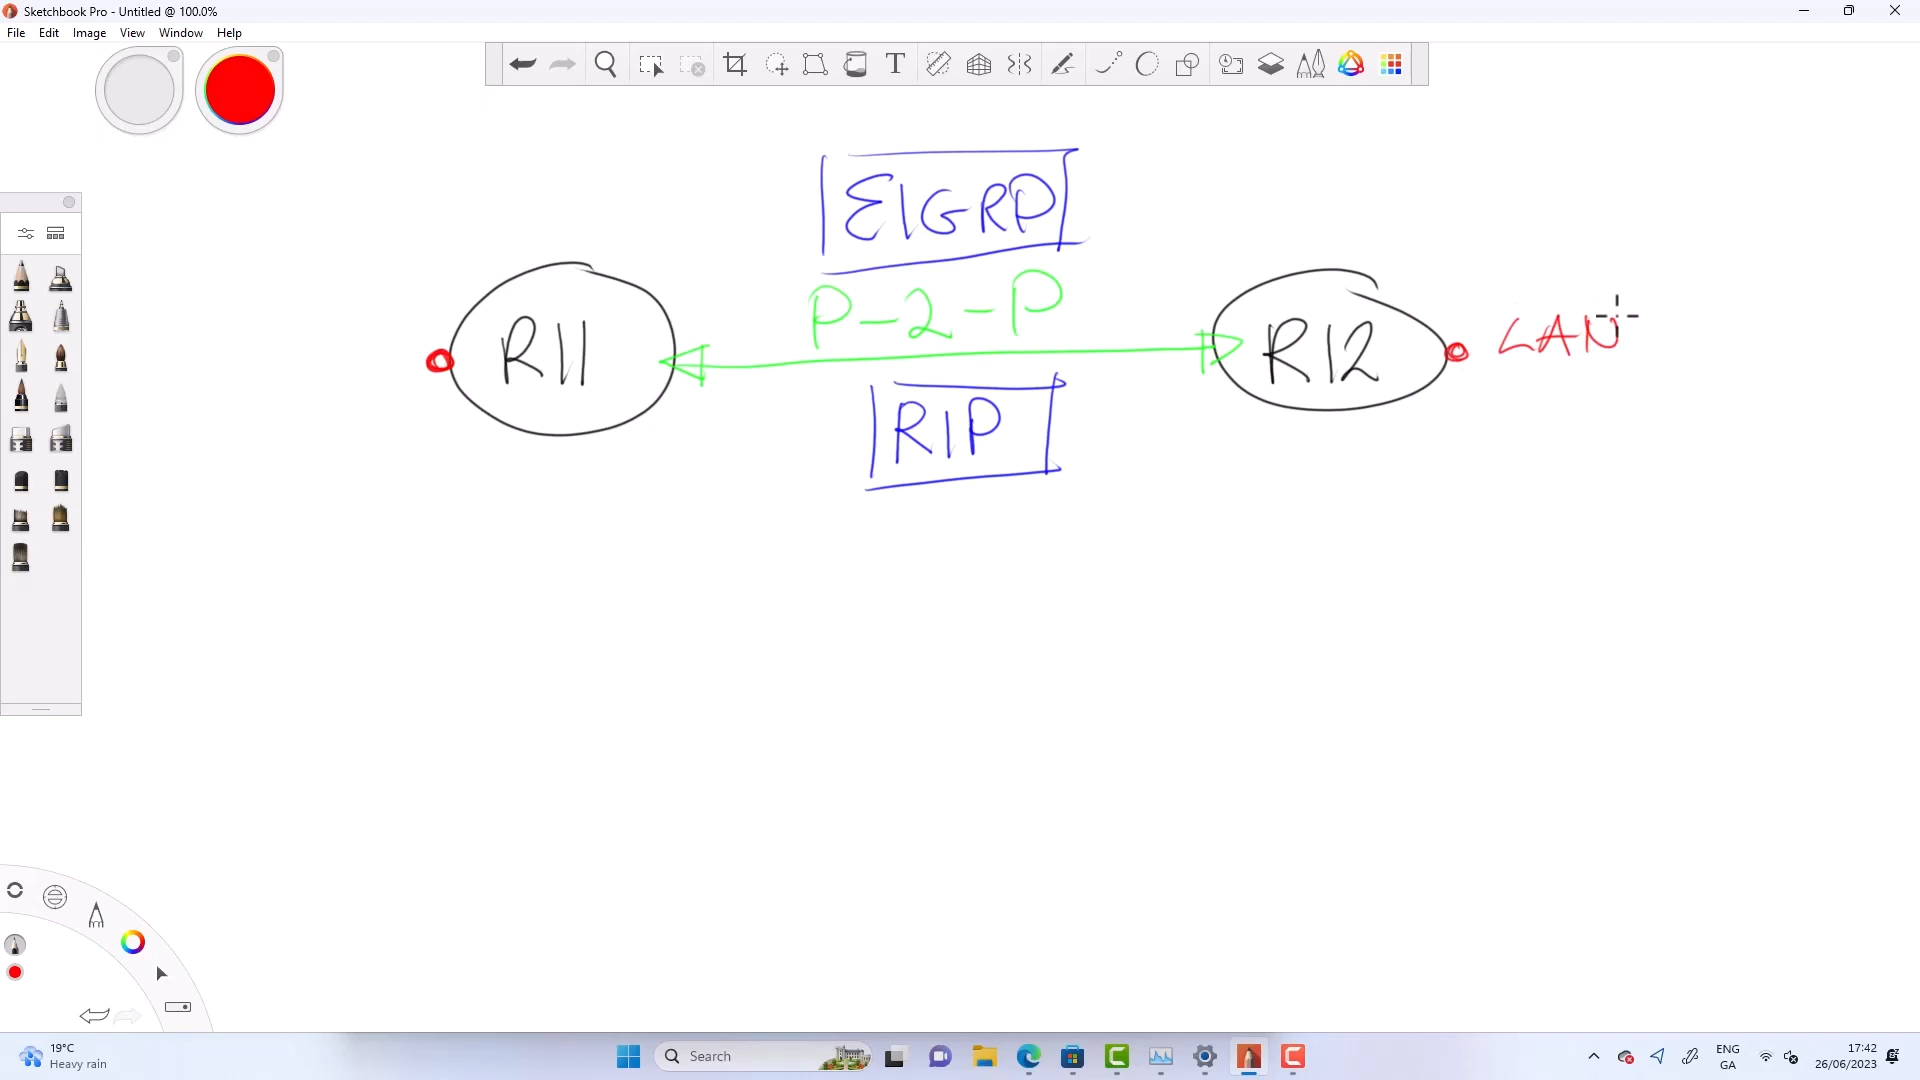 Sketchbook Pro - Untitled @ 100.0%
File Edit Image View Window Help
EIGRP
P-2-P
R11
R12
LAN
RIP
19°C
Heavy rain
Search
ENG
GA
17:42
26/06/2023